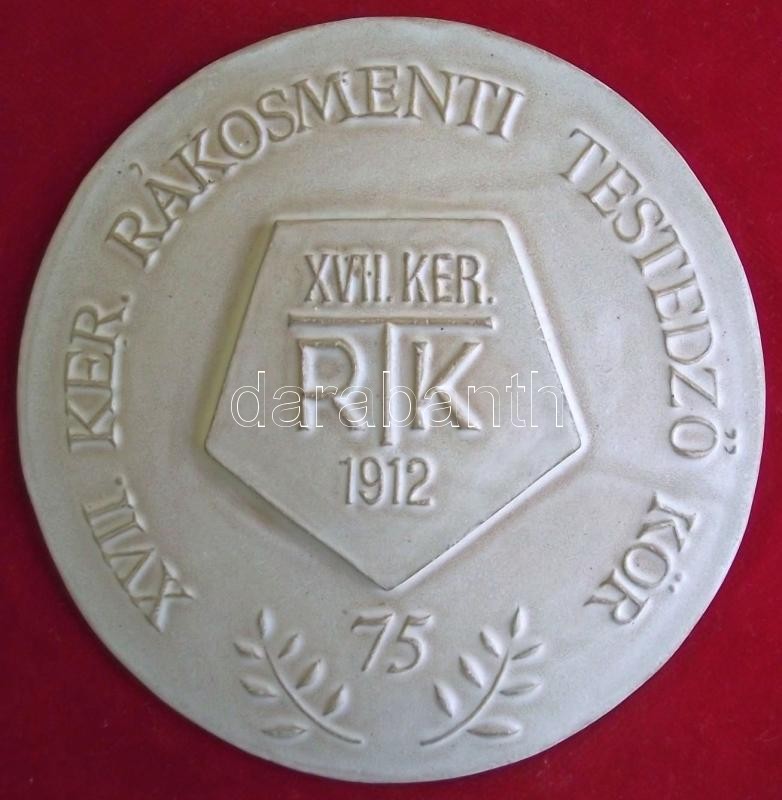 XVII. KER. RÁKOSMENTI TESTEDZŐ KÖR
XVII. KER.
RTK
1912
75
darabanth